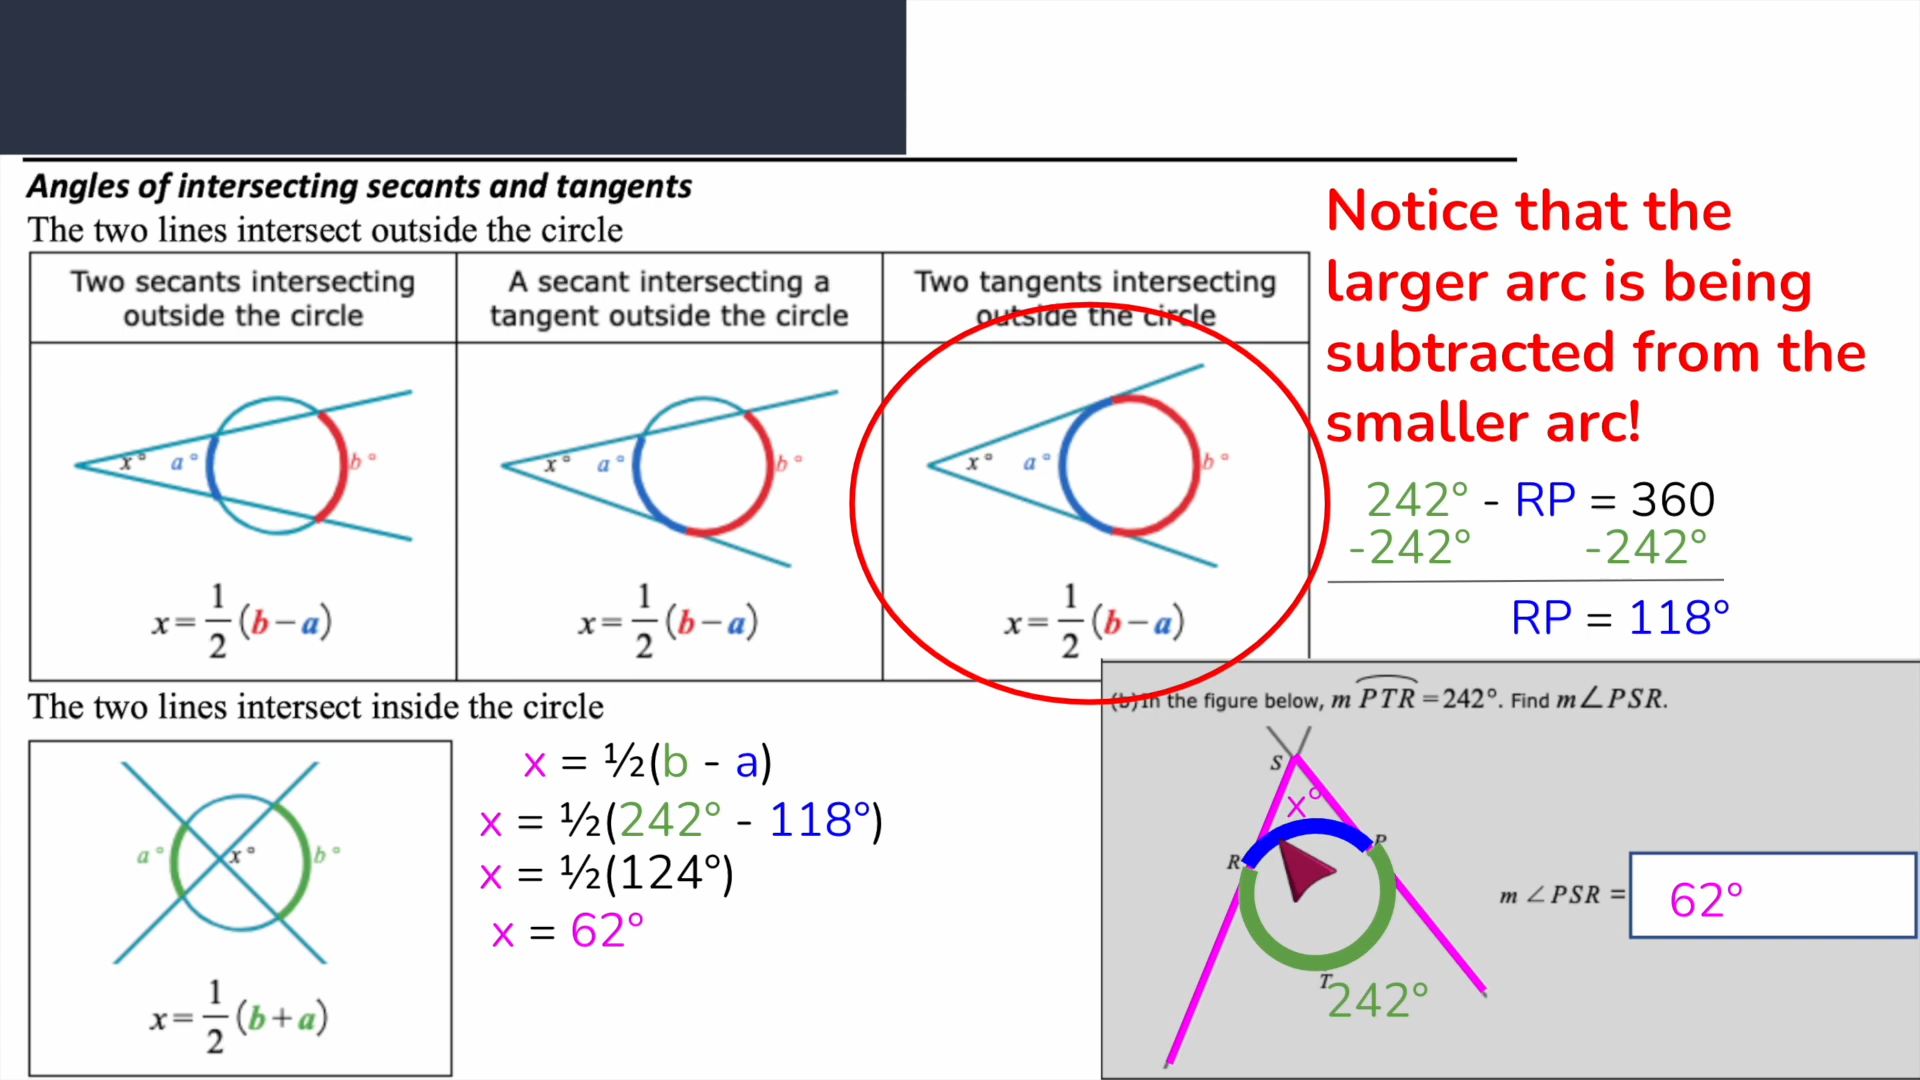 Angles of intersecting secants and tangents
The two lines intersect outside the circle
Two secants intersecting
outside the circle
A secant intersecting a
tangent outside the circle
Two tangents intersecting
outside the circle
x° a° b°
x° a° b°
x° a° b°
x = 1/2 (b − a)
x = 1/2 (b − a)
x = 1/2 (b − a)
Notice that the
larger arc is being
subtracted from the
smaller arc!
242° - RP = 360
-242° -242°
RP = 118°
The two lines intersect inside the circle
a° x° b°
x = 1/2 (b + a)
x = ½(b - a)
x = ½(242° - 118°)
x = ½(124°)
x = 62°
(b) In the figure below, m PTR = 242°. Find m∠PSR.
S
x°
R
P
T
242°
m ∠PSR = 62°